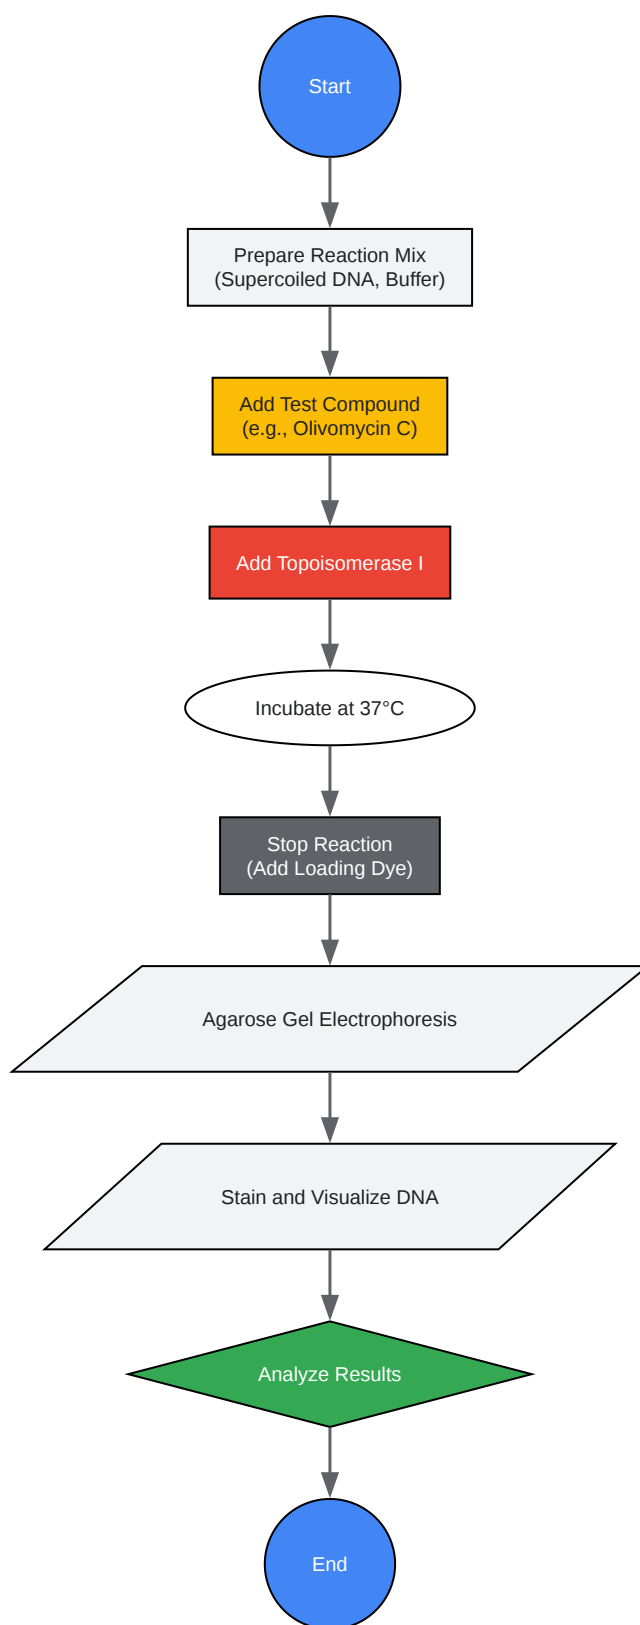 Start
Prepare Reaction Mix
(Supercoiled DNA, Buffer)
Add Test Compound
(e.g., Olivomycin C)
Add Topoisomerase I
Incubate at 37°C
Stop Reaction
(Add Loading Dye)
Agarose Gel Electrophoresis
Stain and Visualize DNA
Analyze Results
End